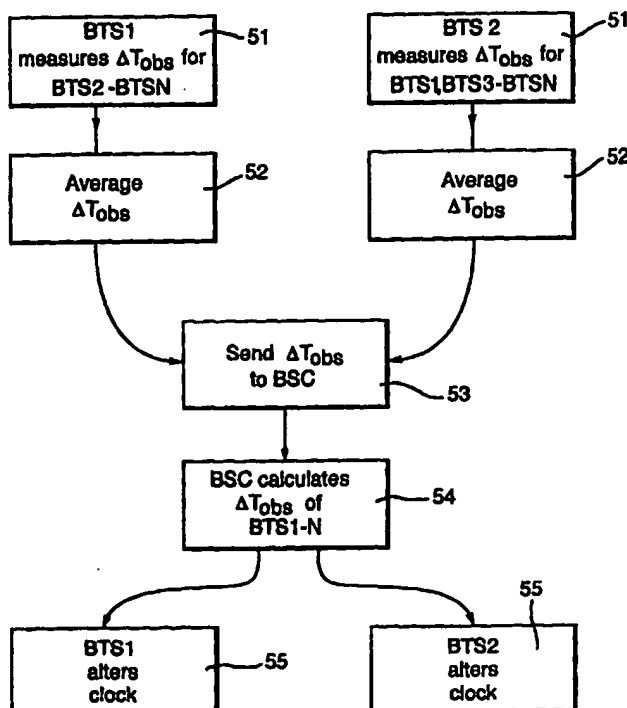 BTS1
measures ΔTobs for
BTS2-BTSN
51
BTS 2
measures ΔTobs for
BTS1,BTS3-BTSN
51
Average
ΔTobs
52
Average
ΔTobs
52
Send ΔTobs
to BSC
53
BSC calculates
ΔTobs of
BTS1-N
54
BTS1
alters
clock
55
BTS2
alters
clock
55